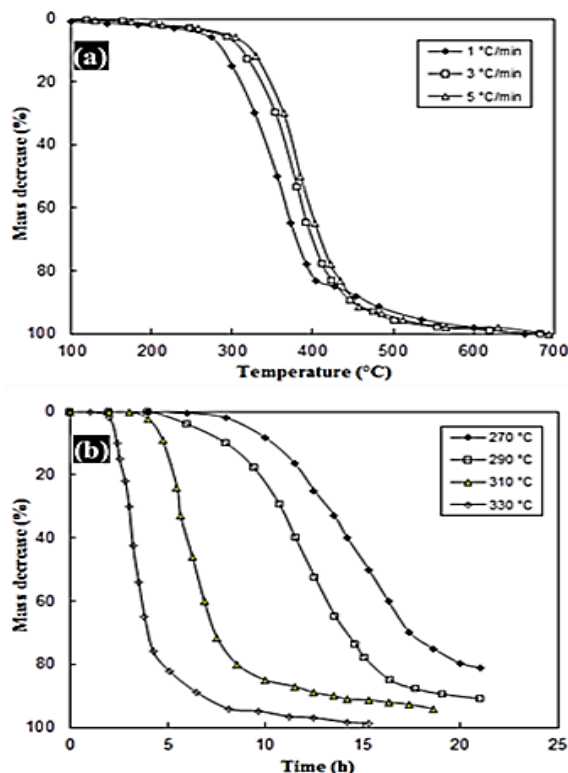 0
20
40
60
80
100
Mass decrease (%)
(a)
1 °C/min
3 °C/min
5 °C/min
100 200 300 400 500 600 700
Temperature (°C)
0
20
40
60
80
100
Mass decrease (%)
(b)
270 °C
290 °C
310 °C
330 °C
0 5 10 15 20 25
Time (h)